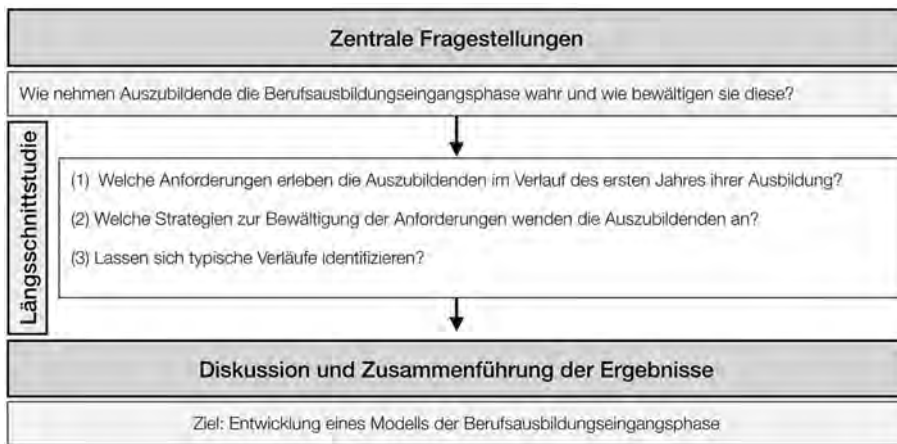 Zentrale Fragestellungen
Wie nehmen Auszubildende die Berufsausbildungseingangsphase wahr und wie bewältigen sie diese?
Längsschnittstudie
(1) Welche Anforderungen erleben die Auszubildenden im Verlauf des ersten Jahres ihrer Ausbildung?
(2) Welche Strategien zur Bewältigung der Anforderungen wenden die Auszubildenden an?
(3) Lassen sich typische Verläufe identifizieren?
Diskussion und Zusammenführung der Ergebnisse
Ziel: Entwicklung eines Modells der Berufsausbildungseingangsphase